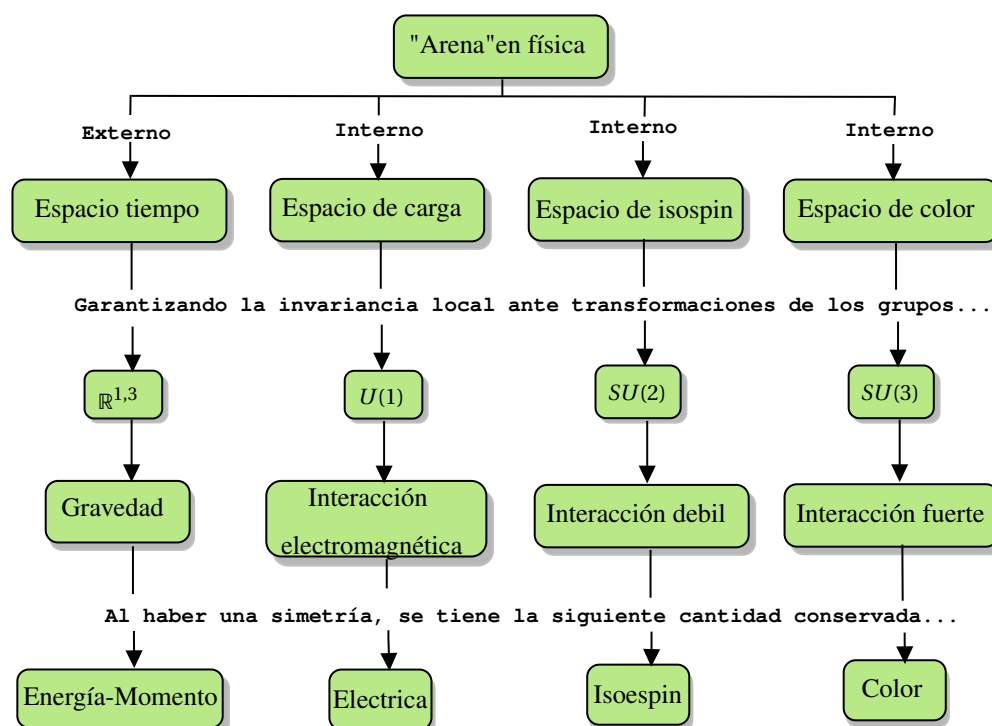 "Arena"en física
Externo
Interno
Interno
Interno
Espacio tiempo
Espacio de carga
Espacio de isospin
Espacio de color
Garantizando la invariancia local ante transformaciones de los grupos...
ℝ¹˒³
U(1)
SU(2)
SU(3)
Gravedad
Interacción
electromagnética
Interacción debil
Interacción fuerte
Al haber una simetría, se tiene la siguiente cantidad conservada...
Energía-Momento
Electrica
Isoespin
Color